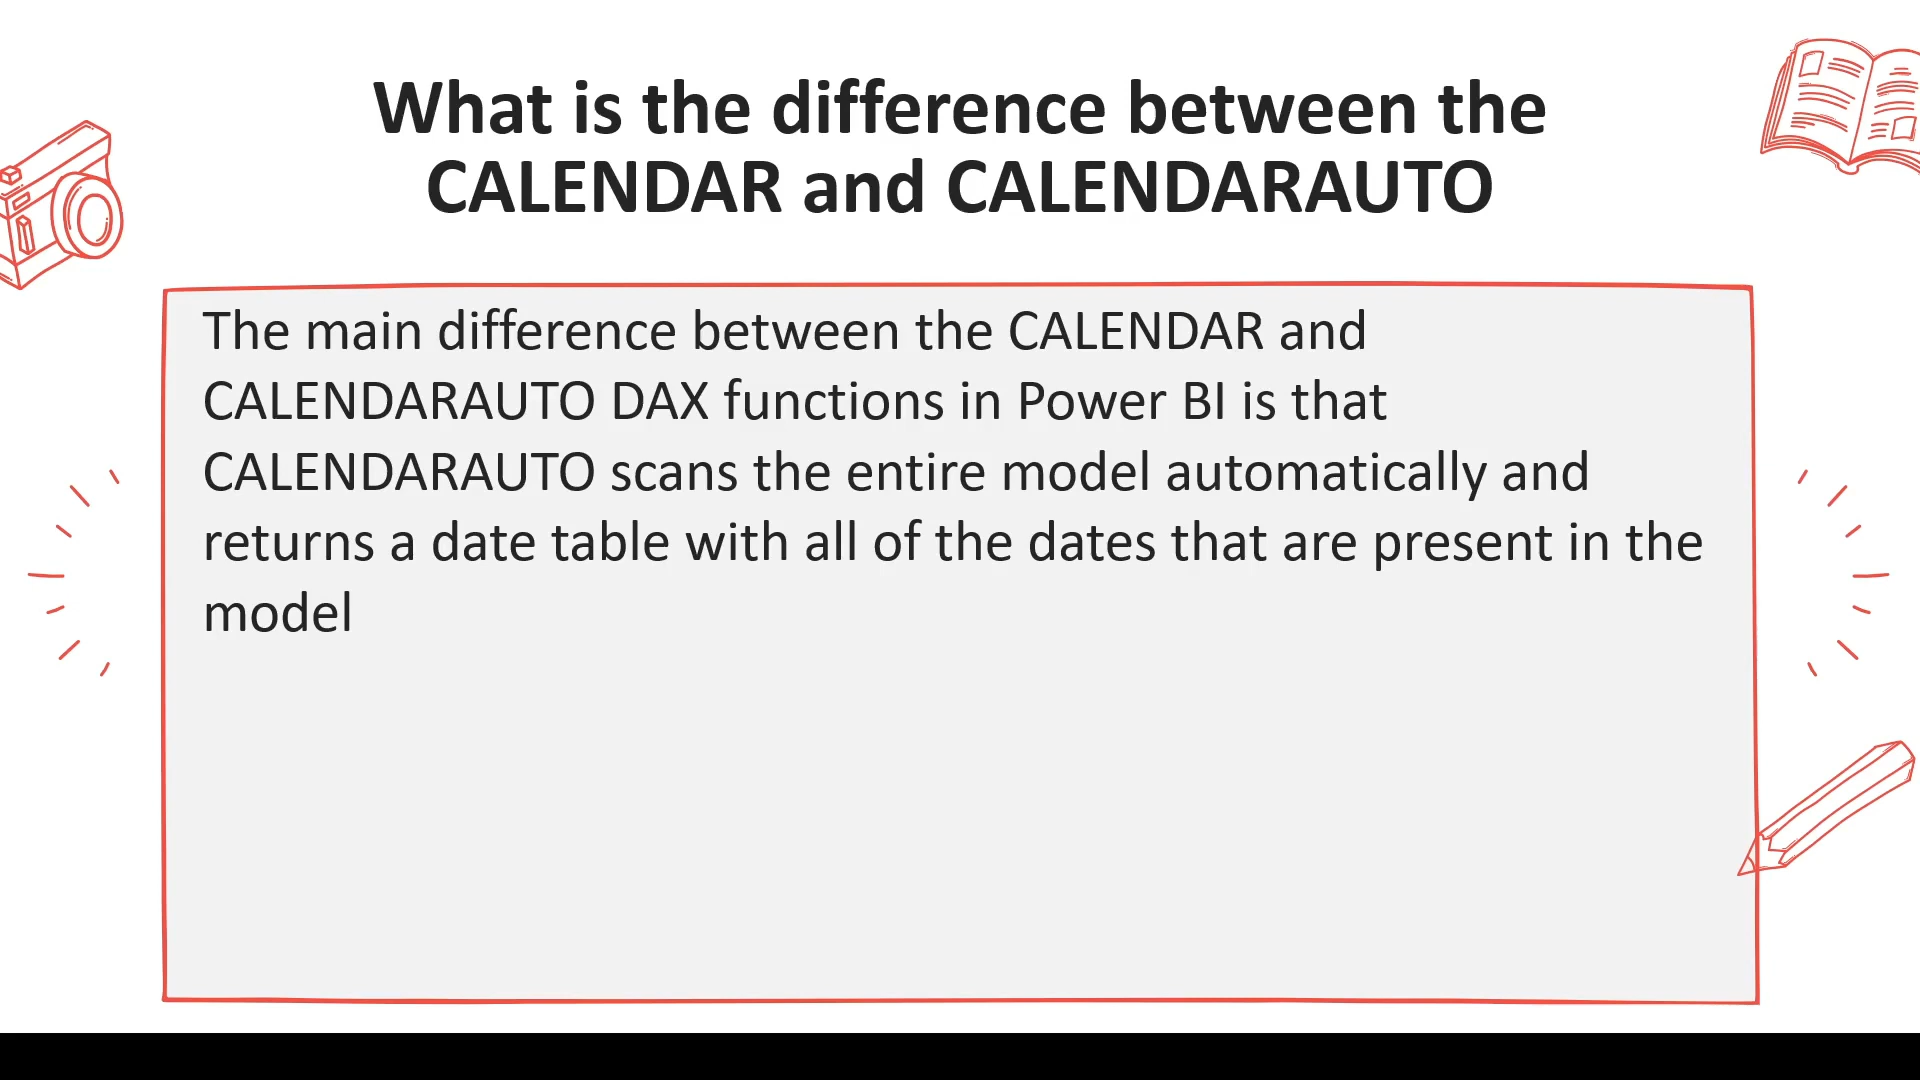 What is the difference between the
CALENDAR and CALENDARAUTO
The main difference between the CALENDAR and
CALENDARAUTO DAX functions in Power BI is that
CALENDARAUTO scans the entire model automatically and
returns a date table with all of the dates that are present in the
model